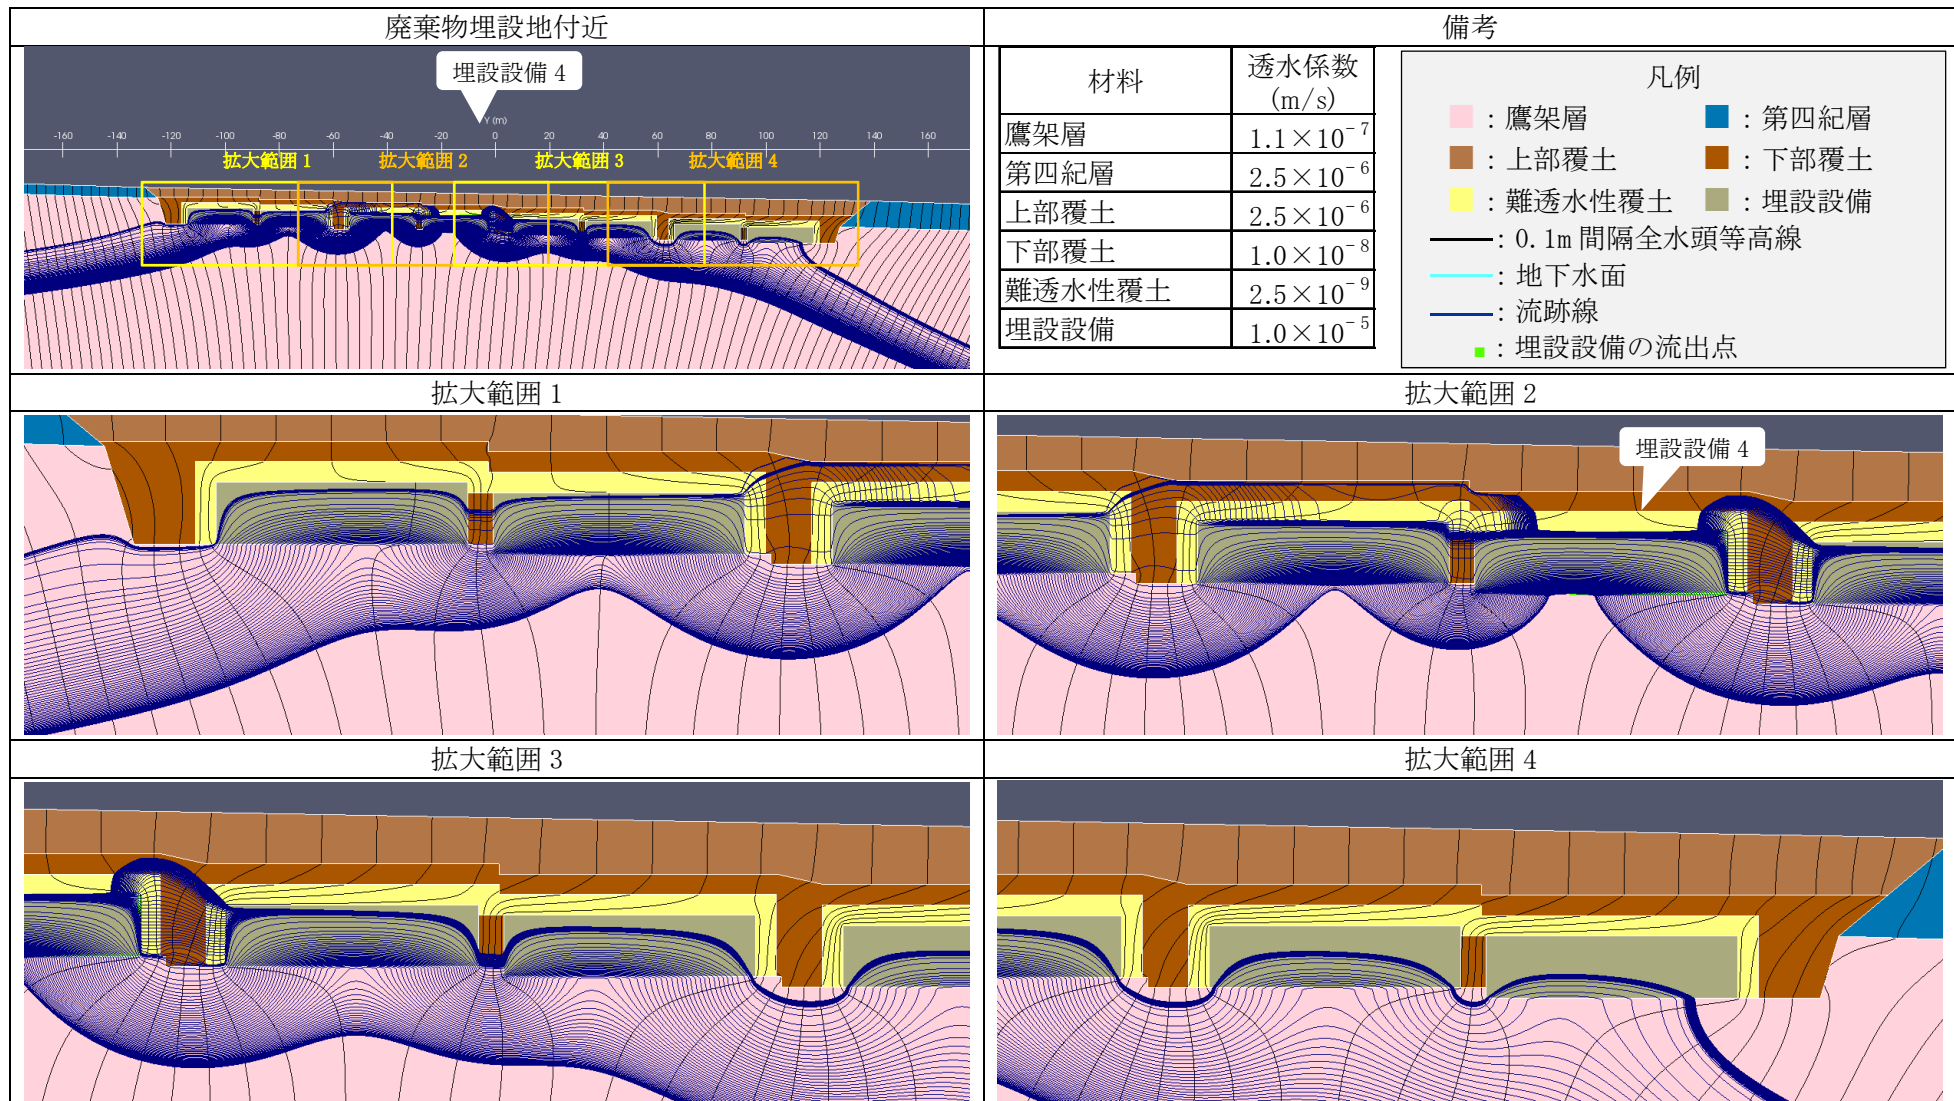 廃棄物埋設地付近
備考
埋設設備 4
Y (m)
-160 -140 -120 -100 -80 -60 -40 -20 0 20 40 60 80 100 120 140 160
拡大範囲 1 拡大範囲 2 拡大範囲 3 拡大範囲 4
材料 透水係数 (m/s)
鷹架層 1.1×10⁻⁷
第四紀層 2.5×10⁻⁶
上部覆土 2.5×10⁻⁶
下部覆土 1.0×10⁻⁸
難透水性覆土 2.5×10⁻⁹
埋設設備 1.0×10⁻⁵
凡例
：鷹架層 ：第四紀層
：上部覆土 ：下部覆土
：難透水性覆土 ：埋設設備
：0.1m 間隔全水頭等高線
：地下水面
：流跡線
：埋設設備の流出点
拡大範囲 1
拡大範囲 2
埋設設備 4
拡大範囲 3
拡大範囲 4